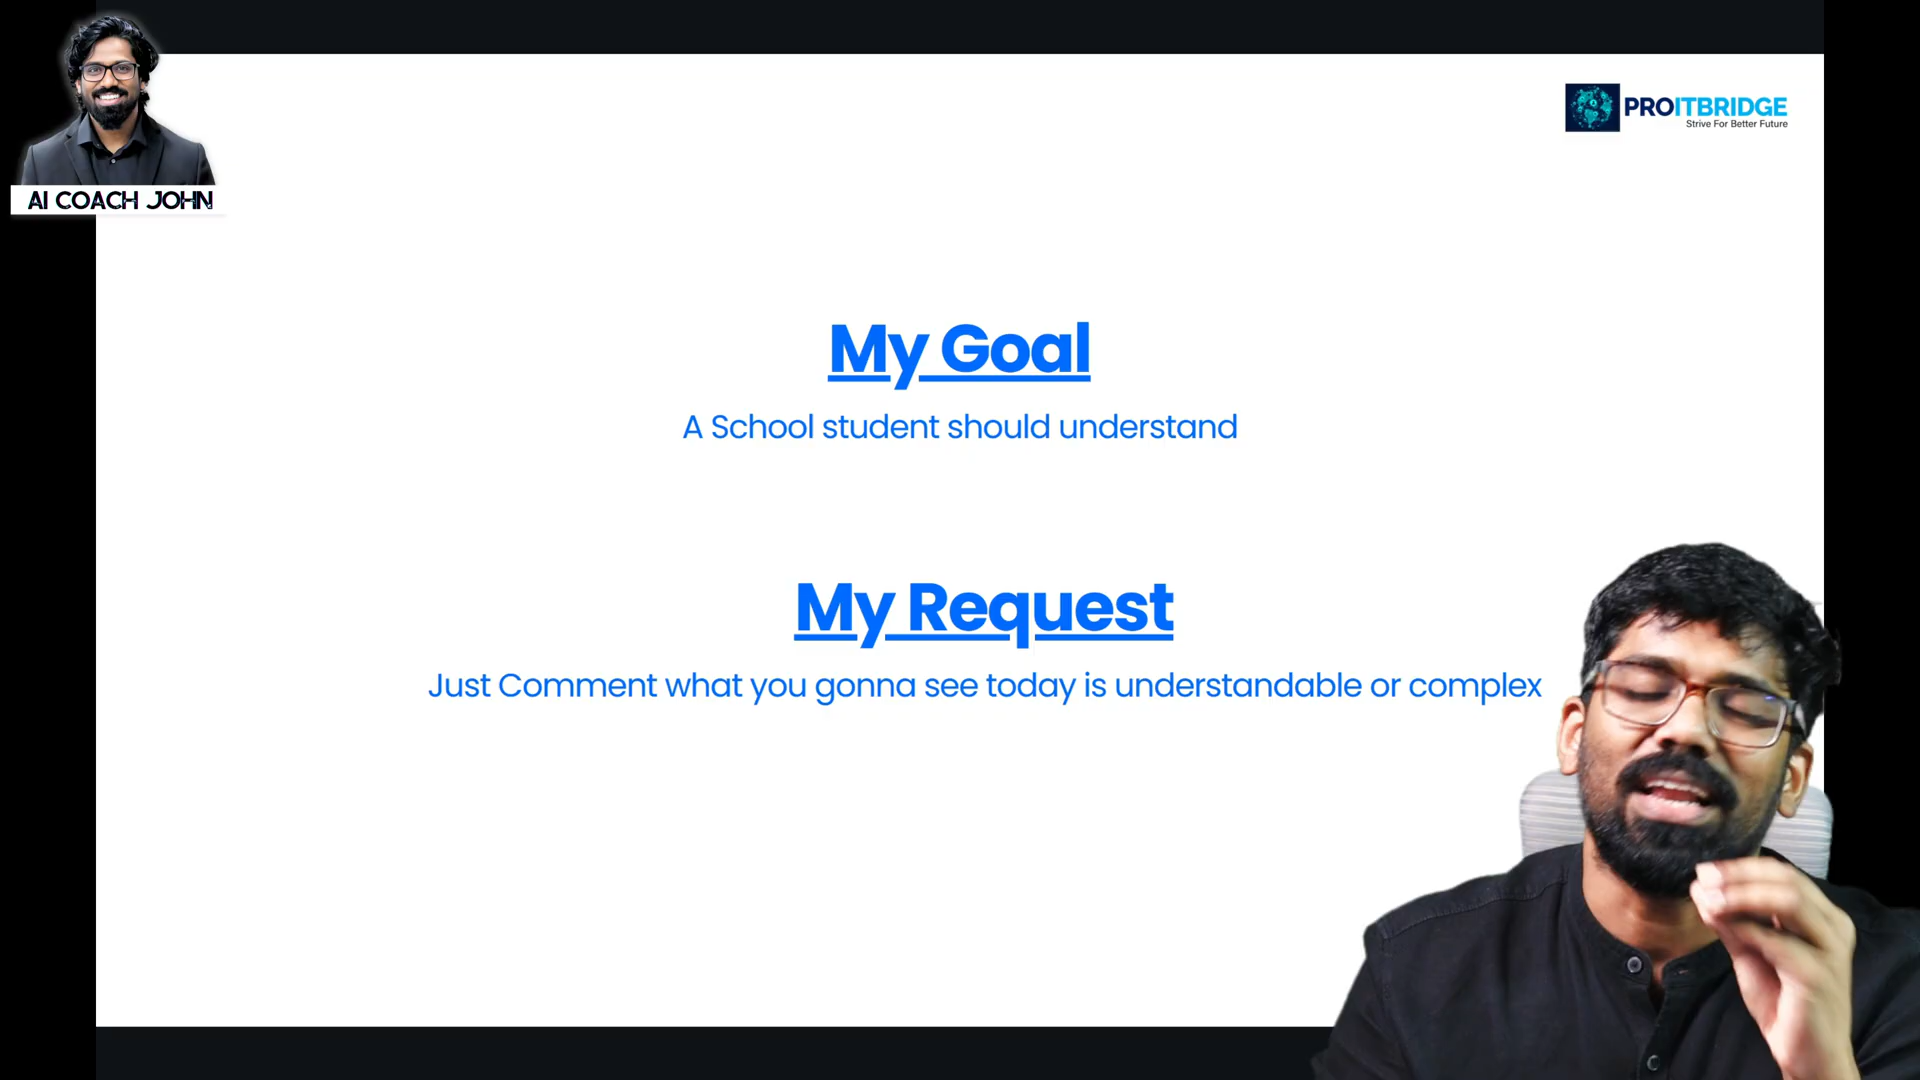 AI COACH JOHN
PROITBRIDGE
Strive For Better Future
My Goal
A School student should understand
My Request
Just Comment what you gonna see today is understandable or complex